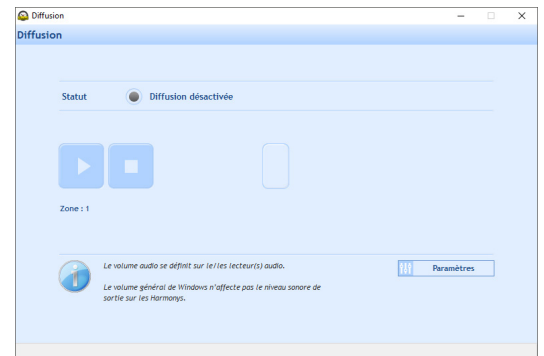 Diffusion
Diffusion
Statut Diffusion désactivée
Zone : 1
Le volume audio se définit sur le/les lecteur(s) audio.
Le volume général de Windows n'affecte pas le niveau sonore de
sortie sur les Harmonys.
Paramètres